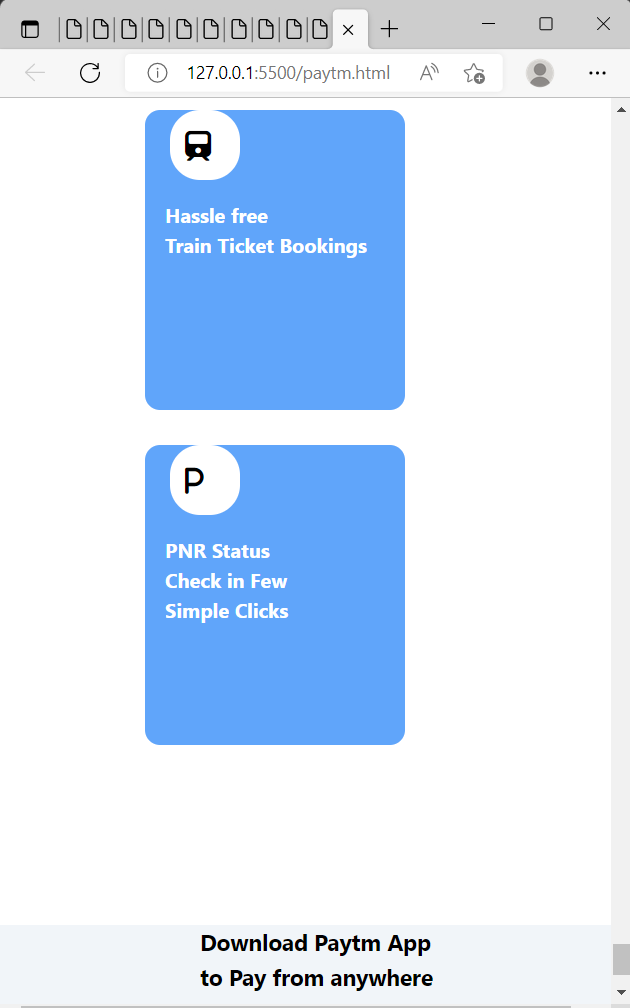 127.0.0.1:5500/paytm.html
Hassle free
Train Ticket Bookings
P
PNR Status
Check in Few
Simple Clicks
Download Paytm App
to Pay from anywhere